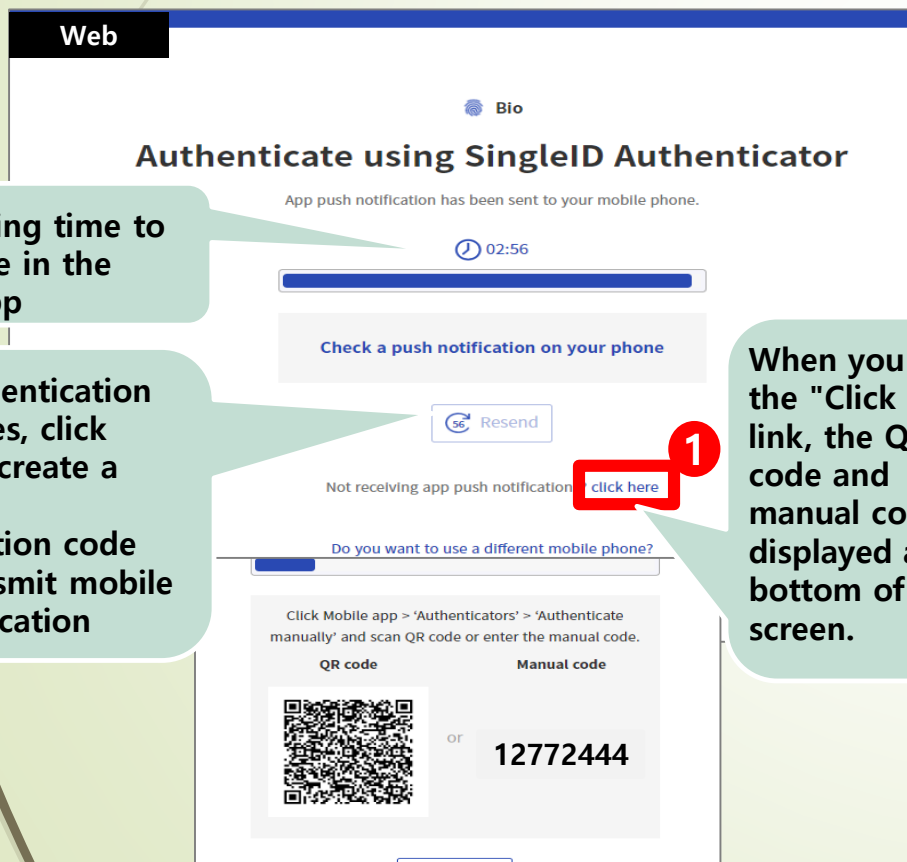 Web
Bio
Authenticate using SingleID Authenticator
App push notification has been sent to your mobile phone.
ing time to
e in the
pp
02:56
Check a push notification on your phone
entication
es, click
create a
tion code
smit mobile
cation
56 Resend
1
Not receiving app push notification click here
Do you want to use a different mobile phone?
When you
the "Click
link, the Q
code and
manual co
displayed a
bottom of
screen.
Click Mobile app > ‘Authenticators’ > ‘Authenticate
manually’ and scan QR code or enter the manual code.
QR code
Manual code
or
12772444